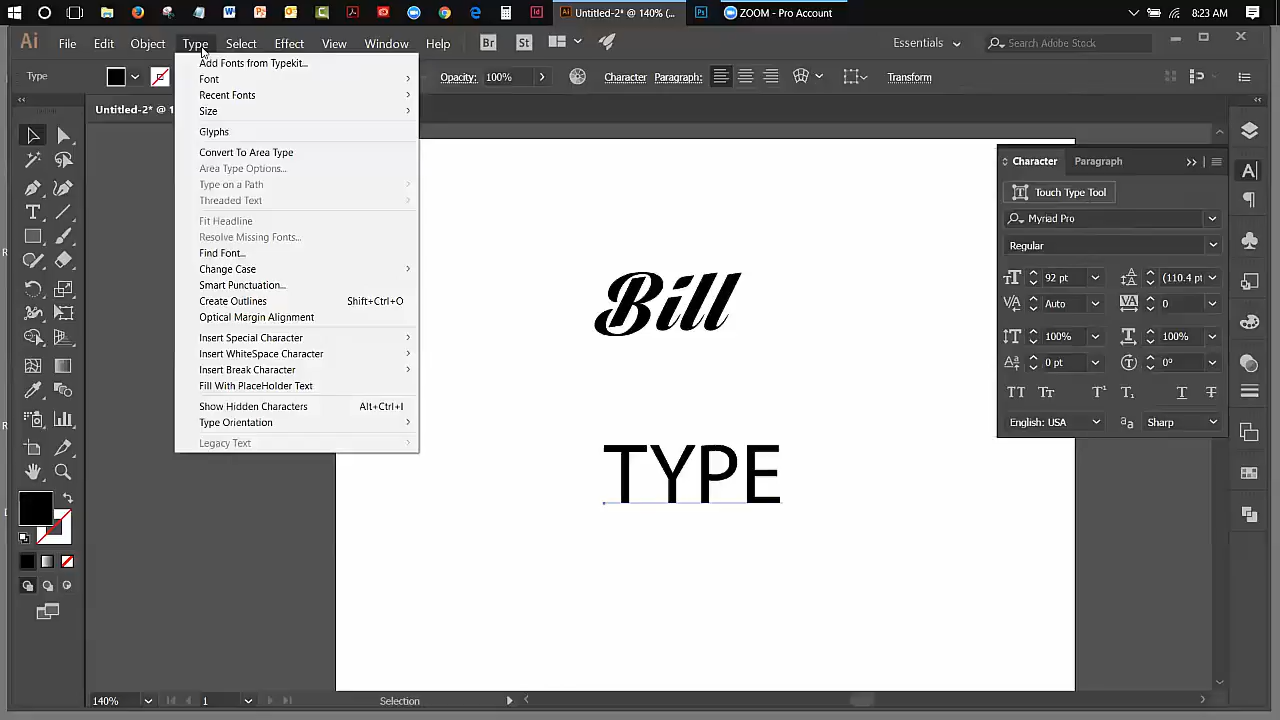 Untitled-2* @ 140% (...
ZOOM - Pro Account
8:23 AM
Ai File Edit Object Type Select Effect View Window Help Br St Essentials Search Adobe Stock
Type Opacity: 100% Character Paragraph: Transform
Untitled-2* @ 1
Add Fonts from Typekit...
Font
Recent Fonts
Size
Glyphs
Convert To Area Type
Area Type Options...
Type on a Path
Threaded Text
Fit Headline
Resolve Missing Fonts...
Find Font...
Change Case
Smart Punctuation...
Create Outlines Shift+Ctrl+O
Optical Margin Alignment
Insert Special Character
Insert WhiteSpace Character
Insert Break Character
Fill With PlaceHolder Text
Show Hidden Characters Alt+Ctrl+I
Type Orientation
Legacy Text
Bill
TYPE
Character Paragraph
Touch Type Tool
Myriad Pro
Regular
92 pt (110.4 pt
Auto 0
100% 100%
0 pt 0°
English: USA Sharp
140% 1 Selection